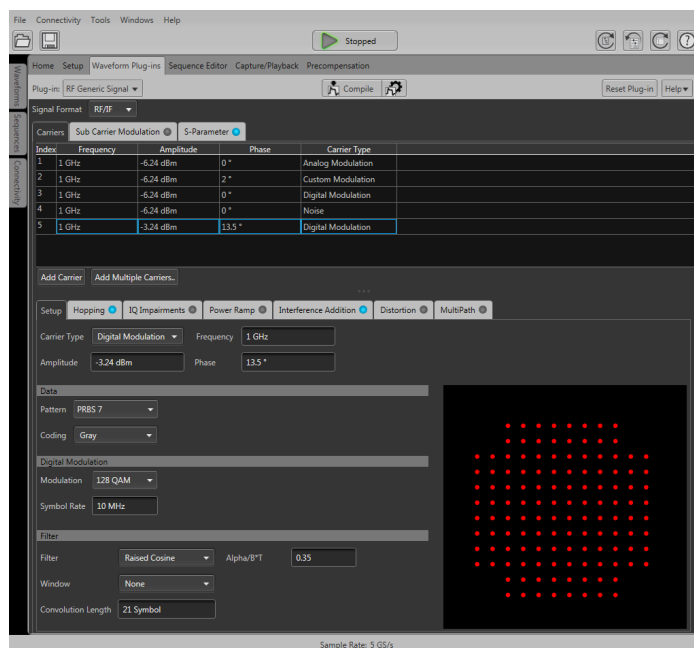 File Connectivity Tools Windows Help
Stopped
Home Setup Waveform Plug-ins Sequence Editor Capture/Playback Precompensation
Waveforms
Sequences
Connectivity
Plug-in: RF Generic Signal Compile Reset Plug-in Help
Signal Format RF/IF
Carriers Sub Carrier Modulation S-Parameter
Index Frequency Amplitude Phase Carrier Type
1 1 GHz -6.24 dBm 0 ° Analog Modulation
2 1 GHz -6.24 dBm 2 ° Custom Modulation
3 1 GHz -6.24 dBm 0 ° Digital Modulation
4 1 GHz -6.24 dBm 0 ° Noise
5 1 GHz -3.24 dBm 13.5 ° Digital Modulation
Add Carrier Add Multiple Carriers..
Setup Hopping IQ Impairments Power Ramp Interference Addition Distortion MultiPath
Carrier Type Digital Modulation Frequency 1 GHz
Amplitude -3.24 dBm Phase 13.5 °
Data
Pattern PRBS 7
Coding Gray
Digital Modulation
Modulation 128 QAM
Symbol Rate 10 MHz
Filter
Filter Raised Cosine Alpha/B*T 0.35
Window None
Convolution Length 21 Symbol
Sample Rate: 5 GS/s